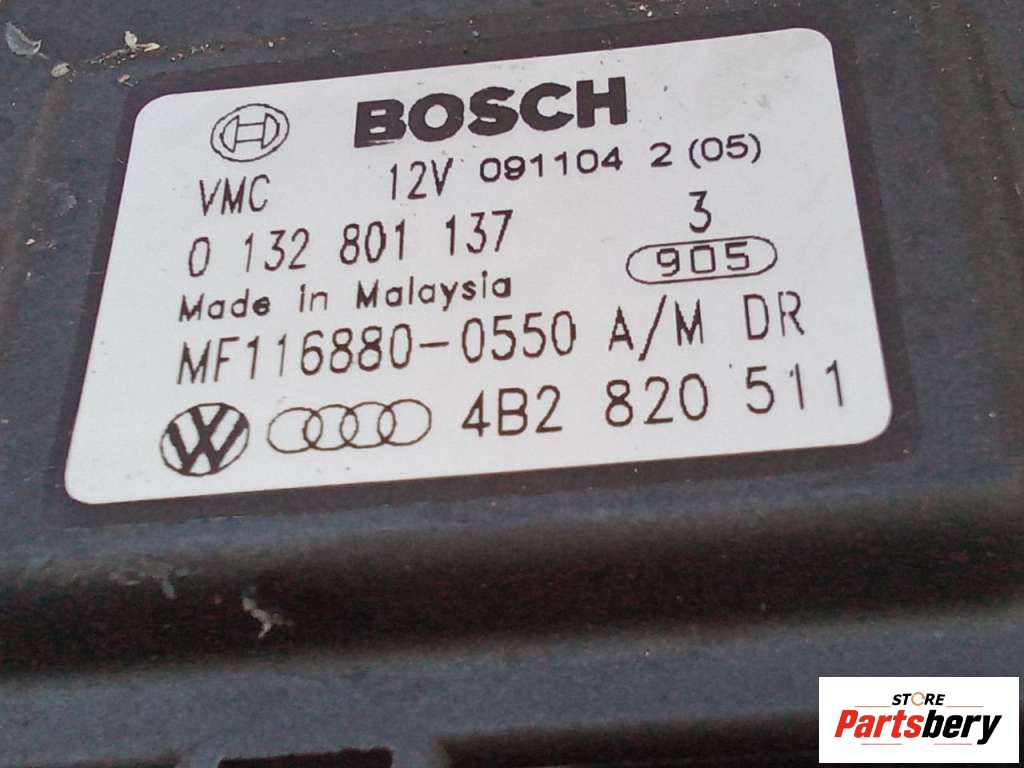 BOSCH
VMC 12V 091104 2 (05)
0 132 801 137 3
Made in Malaysia 905
MF116880-0550 A/M DR
VW 4B2 820 511
STORE
Partsbery